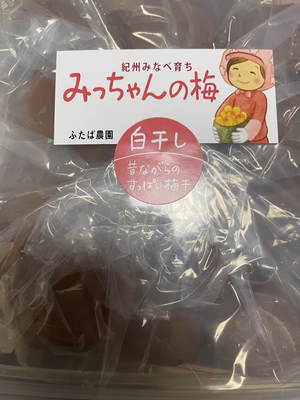 紀州みなべ育ち
みっちゃんの梅
ふたば農園
白干し
昔ながらの
すっぱい梅干